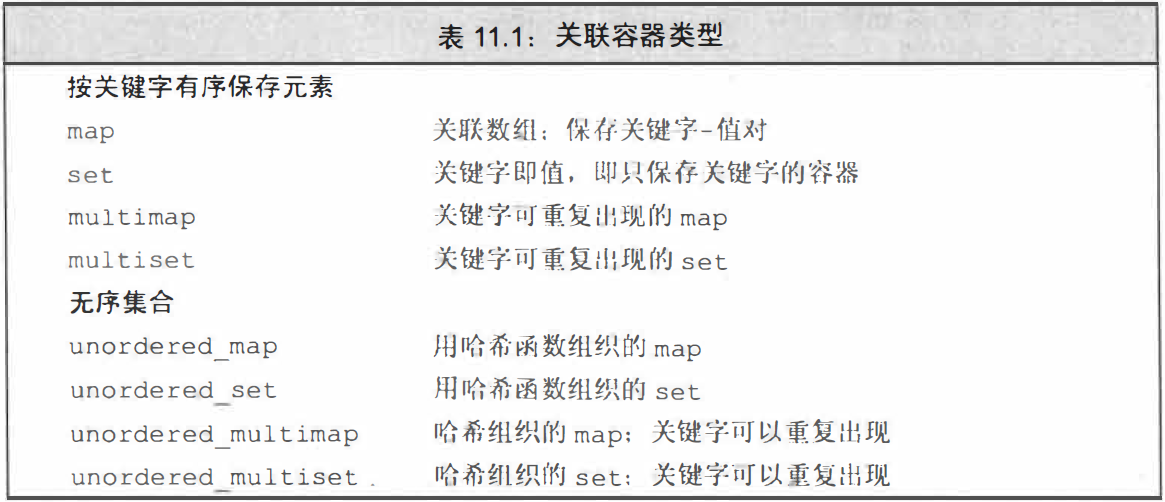 表 11.1：关联容器类型
按关键字有序保存元素
map 关联数组；保存关键字-值对
set 关键字即值，即只保存关键字的容器
multimap 关键字可重复出现的 map
multiset 关键字可重复出现的 set
无序集合
unordered_map 用哈希函数组织的 map
unordered_set 用哈希函数组织的 set
unordered_multimap 哈希组织的 map；关键字可以重复出现
unordered_multiset 哈希组织的 set；关键字可以重复出现